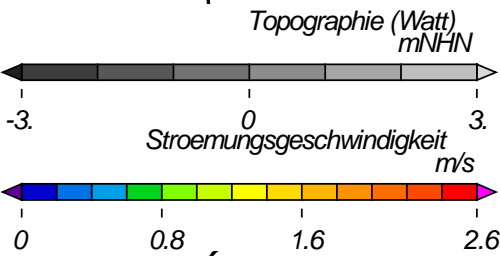 Topographie (Watt)
mNHN
-3. 0 3.
Stroemungsgeschwindigkeit
m/s
0 0.8 1.6 2.6